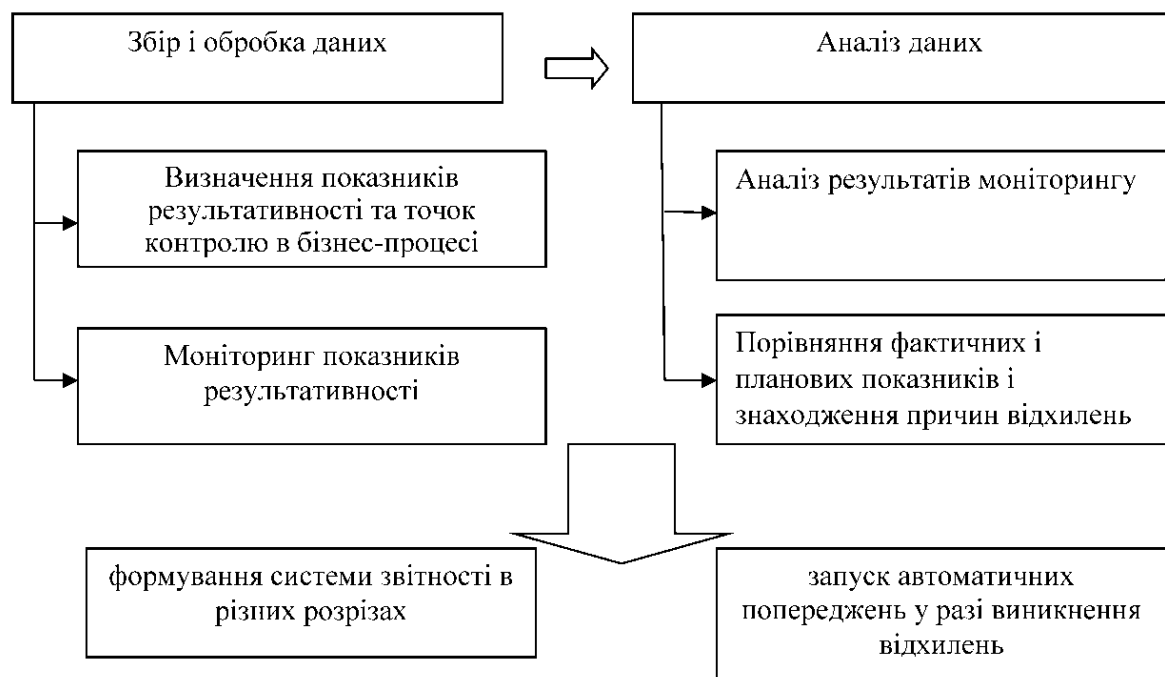 Збір і обробка даних
Аналіз даних
Визначення показників
результативності та точок
контролю в бізнес-процесі
Аналіз результатів моніторингу
Моніторинг показників
результативності
Порівняння фактичних і
планових показників і
знаходження причин відхилень
формування системи звітності в
різних розрізах
запуск автоматичних
попереджень у разі виникнення
відхилень